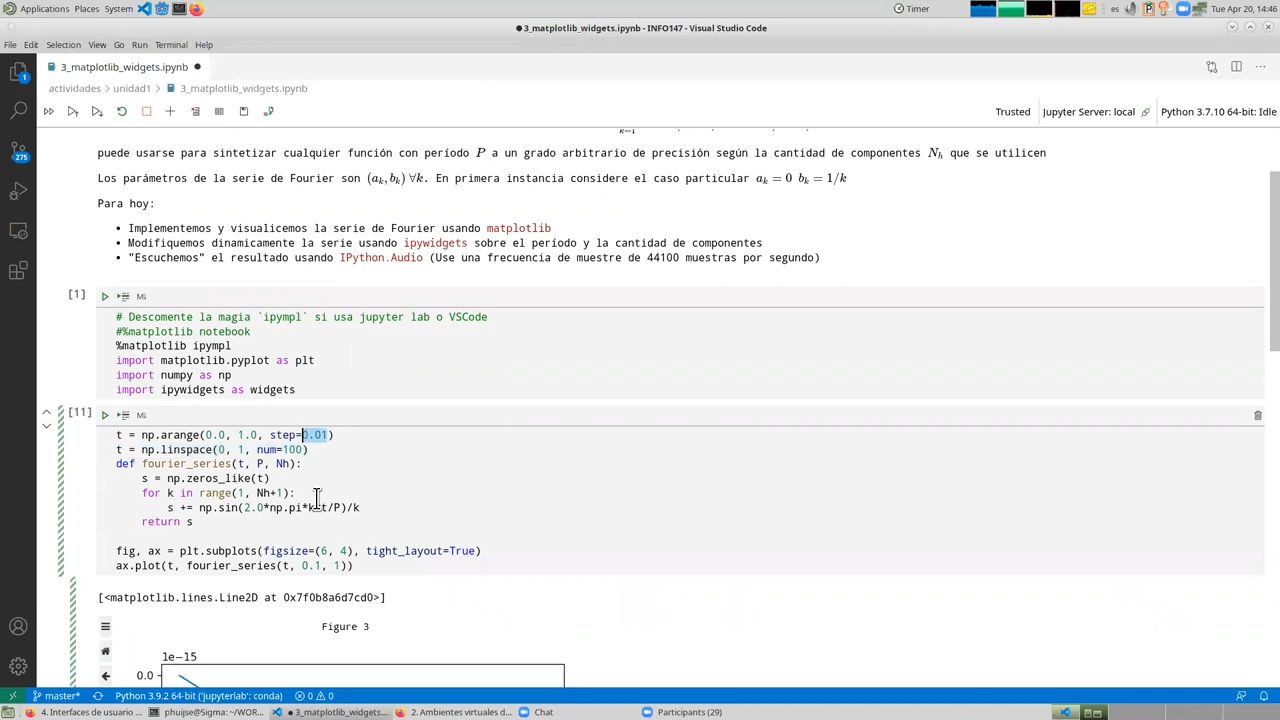 Applications Places System
Timer
es
Tue Apr 20, 14:46
● 3_matplotlib_widgets.ipynb - INFO147 - Visual Studio Code
File Edit Selection View Go Run Terminal Help
3_matplotlib_widgets.ipynb ●
actividades > unidad1 > 3_matplotlib_widgets.ipynb
Trusted Jupyter Server: local Python 3.7.10 64-bit: Idle
k=1
puede usarse para sintetizar cualquier función con período P a un grado arbitrario de precisión según la cantidad de componentes N_h que se utilicen
Los parámetros de la serie de Fourier son (a_k, b_k) ∀k. En primera instancia considere el caso particular a_k = 0 b_k = 1/k
Para hoy:
• Implementemos y visualicemos la serie de Fourier usando matplotlib
• Modifiquemos dinamicamente la serie usando ipywidgets sobre el período y la cantidad de componentes
• "Escuchemos" el resultado usando IPython.Audio (Use una frecuencia de muestre de 44100 muestras por segundo)
[1]
M↓
# Descomente la magia `ipympl` si usa jupyter lab o VSCode
#%matplotlib notebook
%matplotlib ipympl
import matplotlib.pyplot as plt
import numpy as np
import ipywidgets as widgets
[11]
M↓
t = np.arange(0.0, 1.0, step=0.01)
t = np.linspace(0, 1, num=100)
def fourier_series(t, P, Nh):
s = np.zeros_like(t)
for k in range(1, Nh+1):
s += np.sin(2.0*np.pi*k*t/P)/k
return s
fig, ax = plt.subplots(figsize=(6, 4), tight_layout=True)
ax.plot(t, fourier_series(t, 0.1, 1))
[<matplotlib.lines.Line2D at 0x7f0b8a6d7cd0>]
Figure 3
1e−15
0.0
1
275
master* Python 3.9.2 64-bit ('jupyterlab': conda) 0 0
4. Interfaces de usuario ... phuijse@Sigma: ~/WOR... ● 3_matplotlib_widgets.... 2. Ambientes virtuales d... Chat Participants (29)